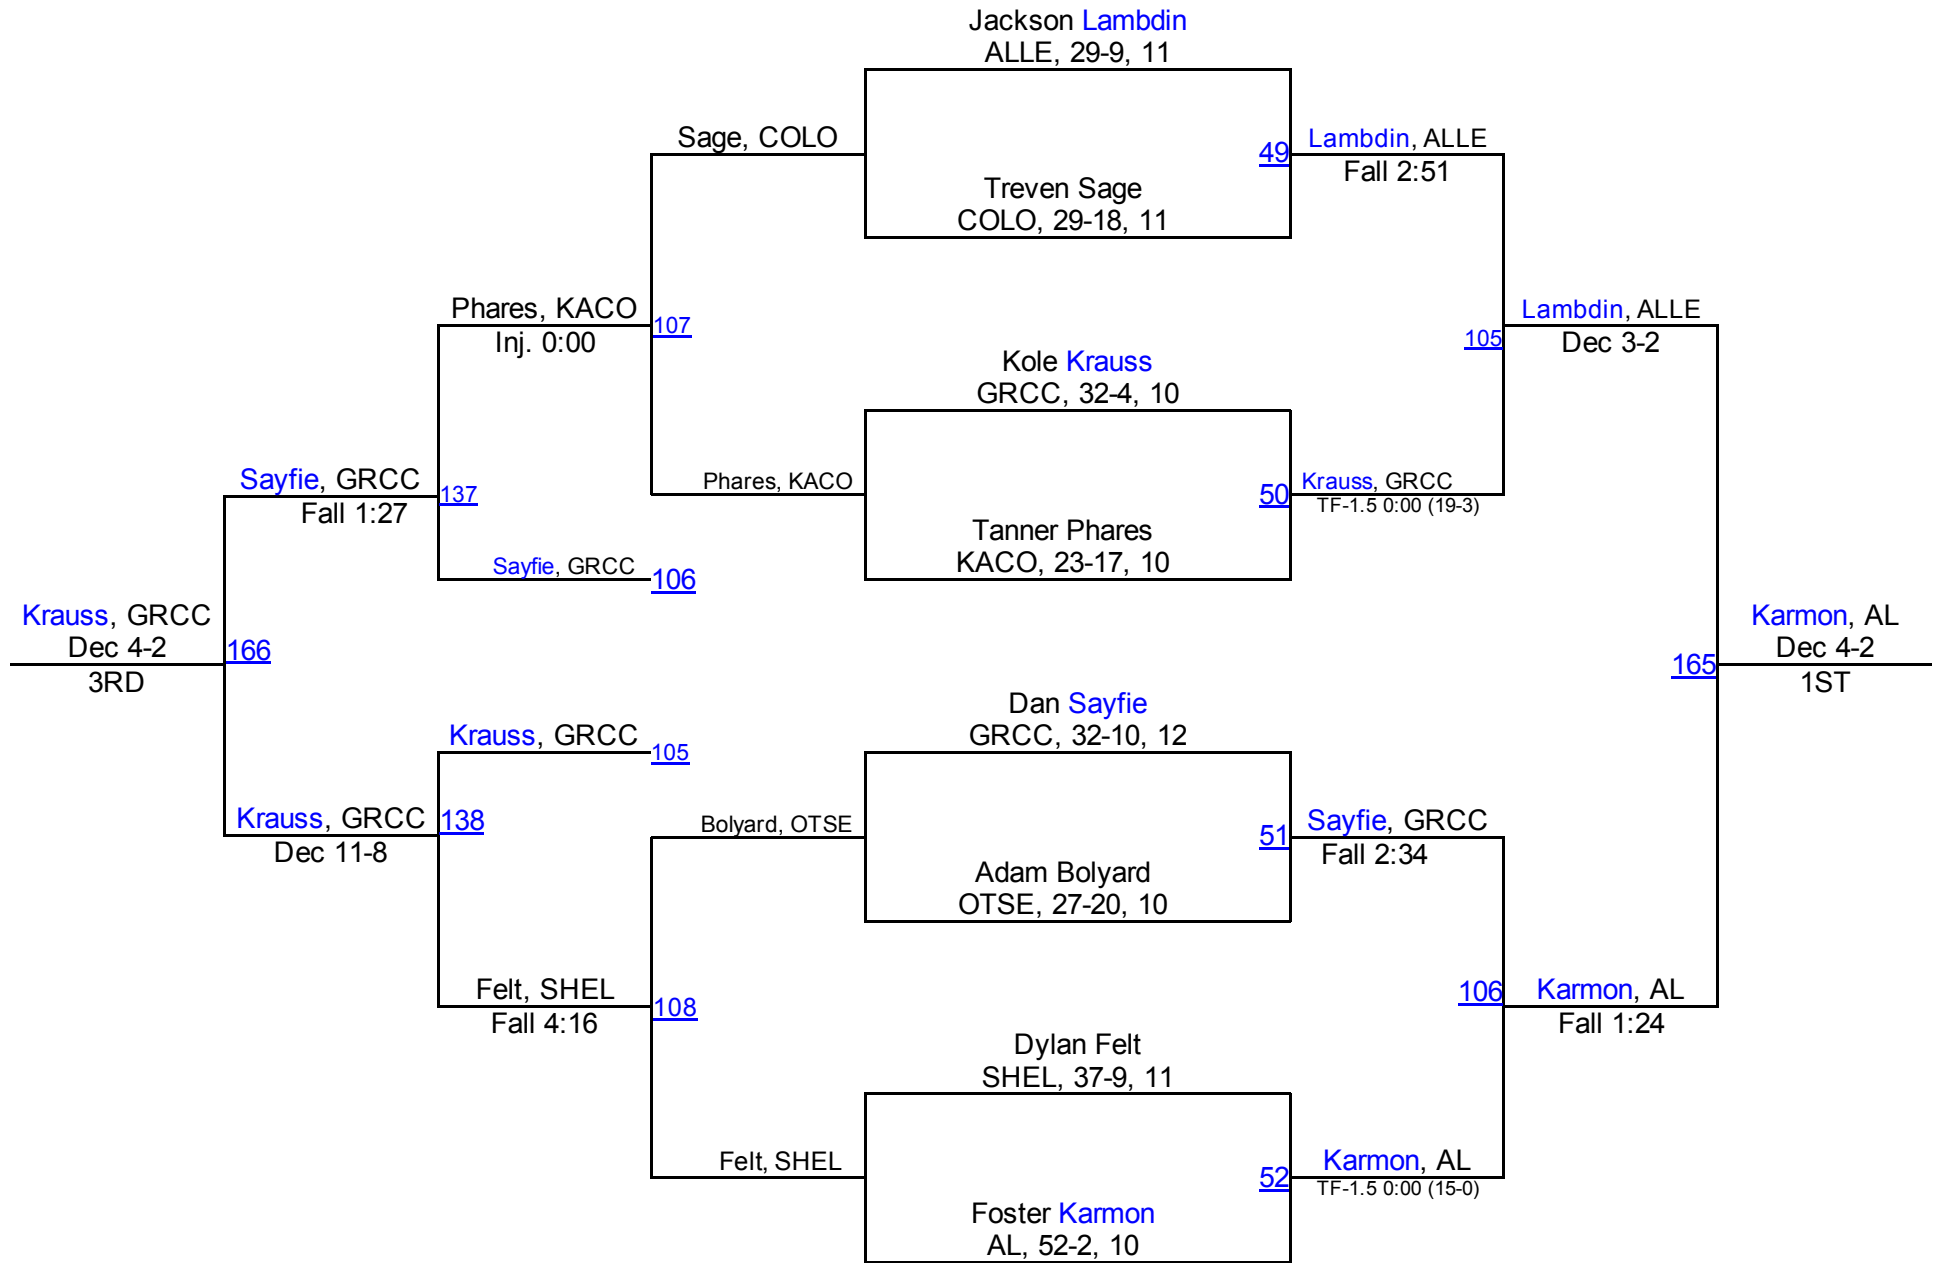 Jackson Lambdin
ALLE, 29-9, 11
Sage, COLO
49
Lambdin, ALLE
Fall 2:51
Treven Sage
COLO, 29-18, 11
Phares, KACO
Inj. 0:00
107
Lambdin, ALLE
Dec 3-2
105
Kole Krauss
GRCC, 32-4, 10
Sayfie, GRCC
Fall 1:27
137
Phares, KACO
50
Krauss, GRCC
TF-1.5 0:00 (19-3)
Tanner Phares
KACO, 23-17, 10
Sayfie, GRCC
106
Krauss, GRCC
Dec 4-2
3RD
166
165
Karmon, AL
Dec 4-2
1ST
Dan Sayfie
GRCC, 32-10, 12
Krauss, GRCC
105
Krauss, GRCC
Dec 11-8
138
Bolyard, OTSE
51
Sayfie, GRCC
Fall 2:34
Adam Bolyard
OTSE, 27-20, 10
Felt, SHEL
Fall 4:16
108
106
Karmon, AL
Fall 1:24
Dylan Felt
SHEL, 37-9, 11
Felt, SHEL
52
Karmon, AL
TF-1.5 0:00 (15-0)
Foster Karmon
AL, 52-2, 10